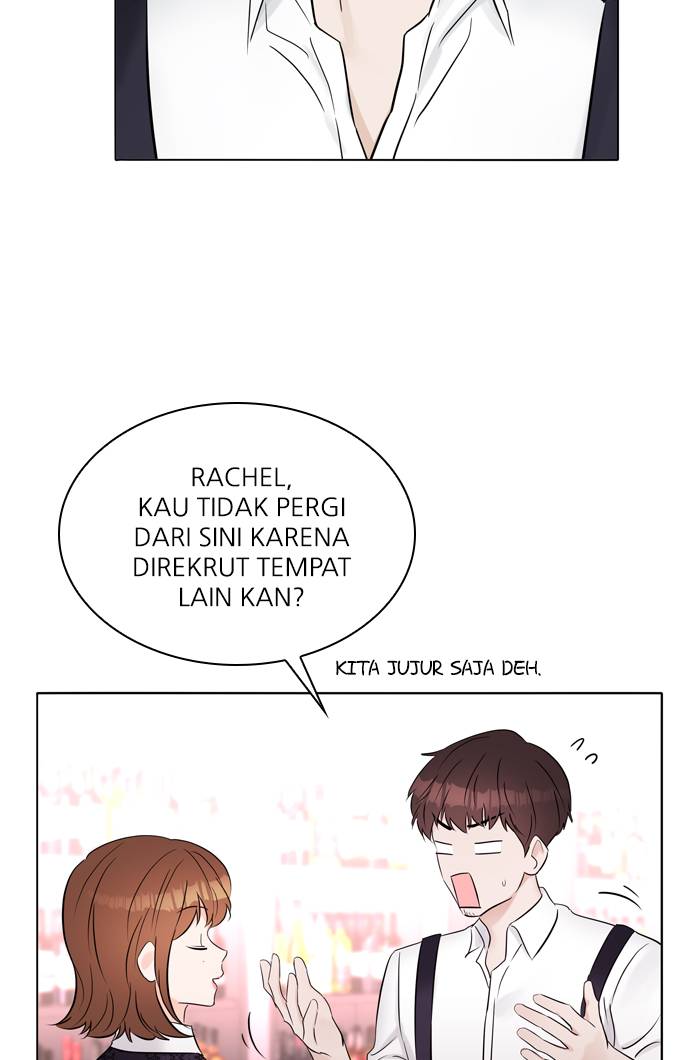 RACHEL,
KAU TIDAK PERGI
DARI SINI KARENA
DIREKRUT TEMPAT
LAIN KAN?
KITA JUJUR SAJA DEH.